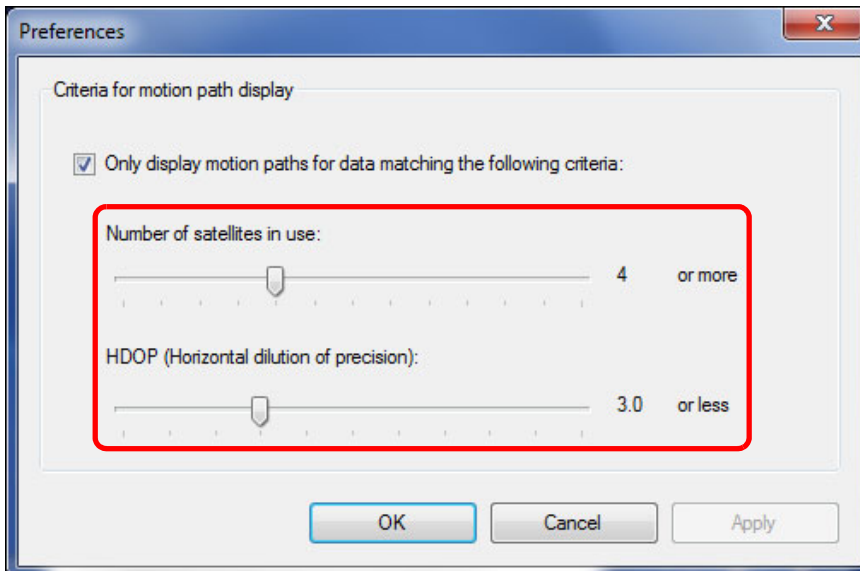 Preferences
Criteria for motion path display
Only display motion paths for data matching the following criteria:
Number of satellites in use:
4 or more
HDOP (Horizontal dilution of precision):
3.0 or less
OK Cancel Apply